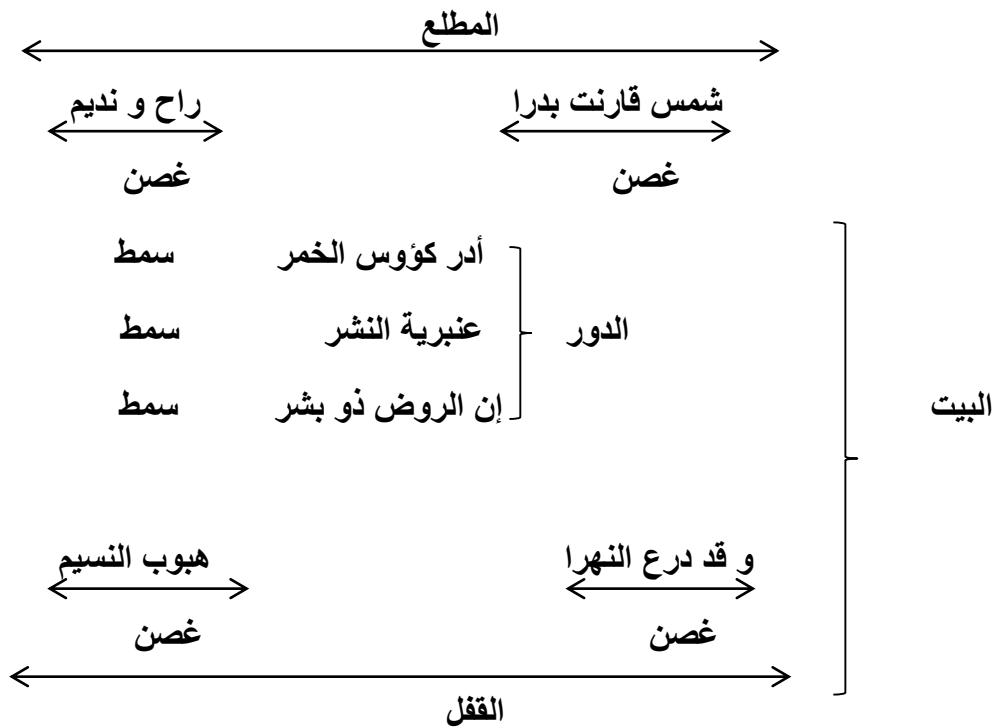 المطلع
شمس قارنت بدرا راح و نديم
غصن غصن
أدر كؤوس الخمر سمط
الدور عنبرية النشر سمط
البيت إن الروض ذو بشر سمط
و قد درع النهرا هبوب النسيم
غصن غصن
القفل